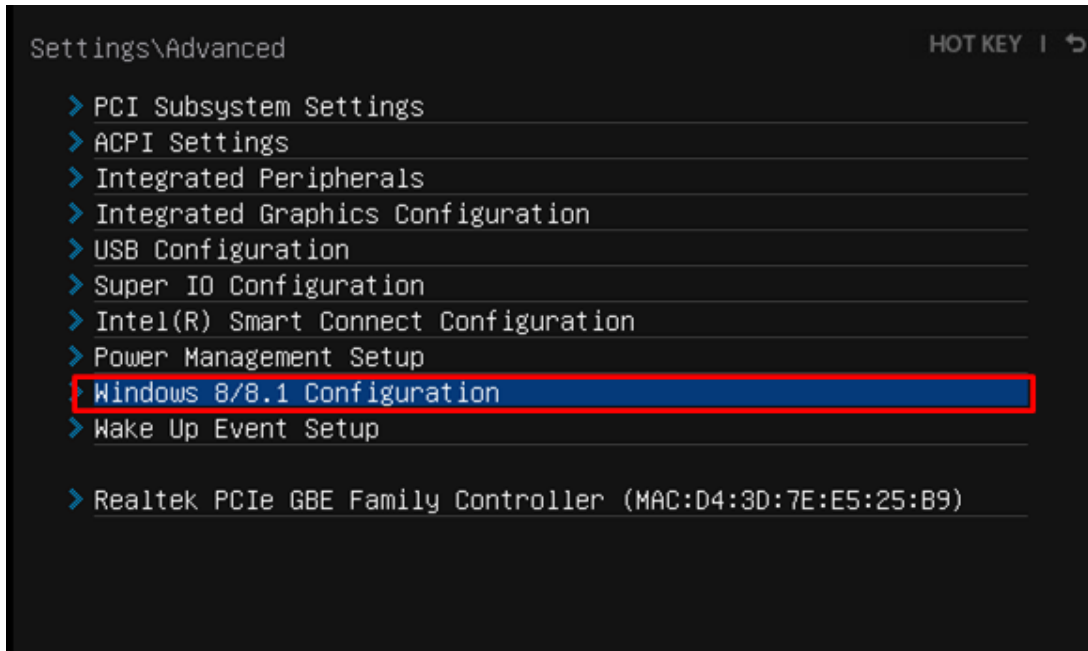 Settings\Advanced
HOT KEY |
PCI Subsystem Settings
ACPI Settings
Integrated Peripherals
Integrated Graphics Configuration
USB Configuration
Super IO Configuration
Intel(R) Smart Connect Configuration
Power Management Setup
Windows 8/8.1 Configuration
Wake Up Event Setup
Realtek PCIe GBE Family Controller (MAC:D4:3D:7E:E5:25:B9)